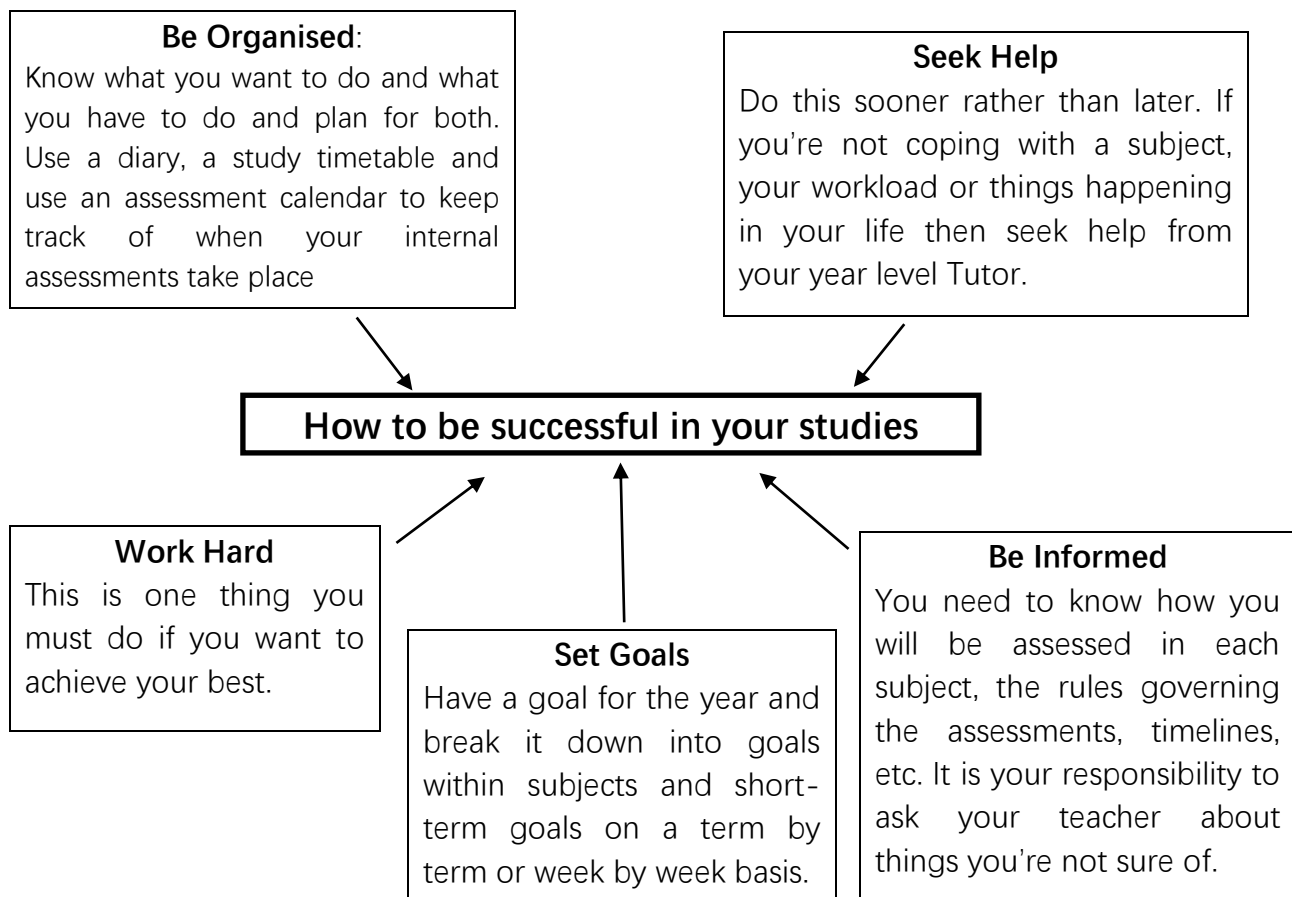 Be Organised:
Know what you want to do and what
you have to do and plan for both.
Use a diary, a study timetable and
use an assessment calendar to keep
track of when your internal
assessments take place
Seek Help
Do this sooner rather than later. If
you're not coping with a subject,
your workload or things happening
in your life then seek help from
your year level Tutor.
How to be successful in your studies
Work Hard
This is one thing you
must do if you want to
achieve your best.
Set Goals
Have a goal for the year and
break it down into goals
within subjects and short-
term goals on a term by
term or week by week basis.
Be Informed
You need to know how you
will be assessed in each
subject, the rules governing
the assessments, timelines,
etc. It is your responsibility to
ask your teacher about
things you're not sure of.